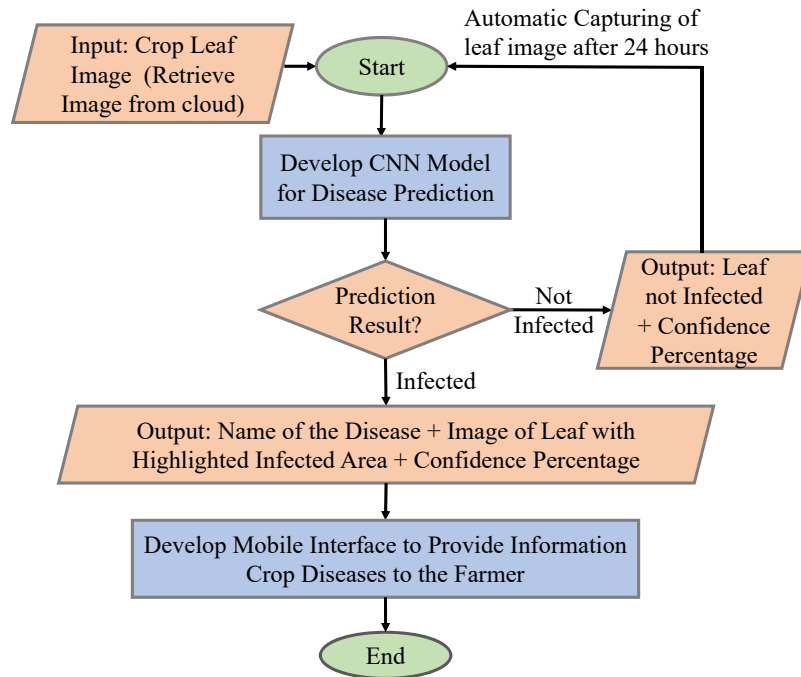 Input: Crop Leaf
Image (Retrieve
Image from cloud)
Start
Automatic Capturing of
leaf image after 24 hours
Develop CNN Model
for Disease Prediction
Prediction
Result?
Not
Infected
Output: Leaf
not Infected
+ Confidence
Percentage
Infected
Output: Name of the Disease + Image of Leaf with
Highlighted Infected Area + Confidence Percentage
Develop Mobile Interface to Provide Information
Crop Diseases to the Farmer
End